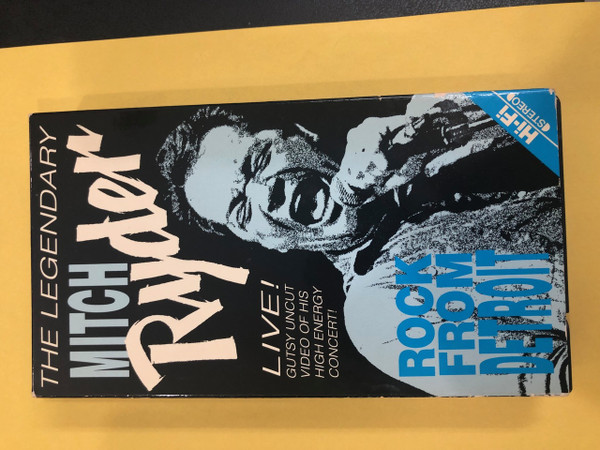 THE LEGENDARY
MITCH
Ryder
LIVE!
GUTSY UNCUT
VIDEO OF HIS
HIGH ENERGY
CONCERT!
ROCK
FROM
DETROIT
Hi-Fi
STEREO